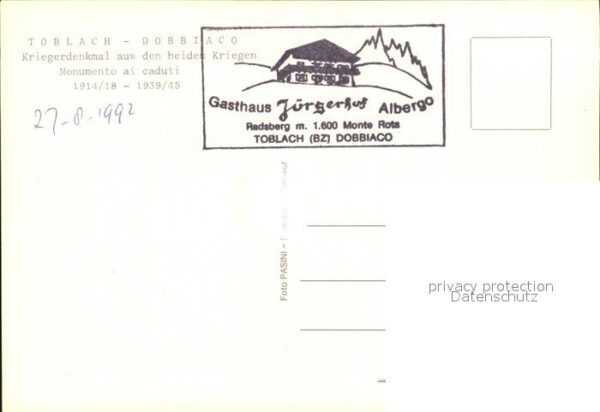 TOBLACH - DOBBIACO
Kriegerdenkmal aus den beiden Kriegen
Monumento ai caduti
1914/18 - 1939/45
27-8-1992
Gasthaus Jörgerhof Albergo
Radsberg m. 1.600 Monte Rota
TOBLACH (BZ) DOBBIACO
Foto PASINI -
privacy protection
Datenschutz